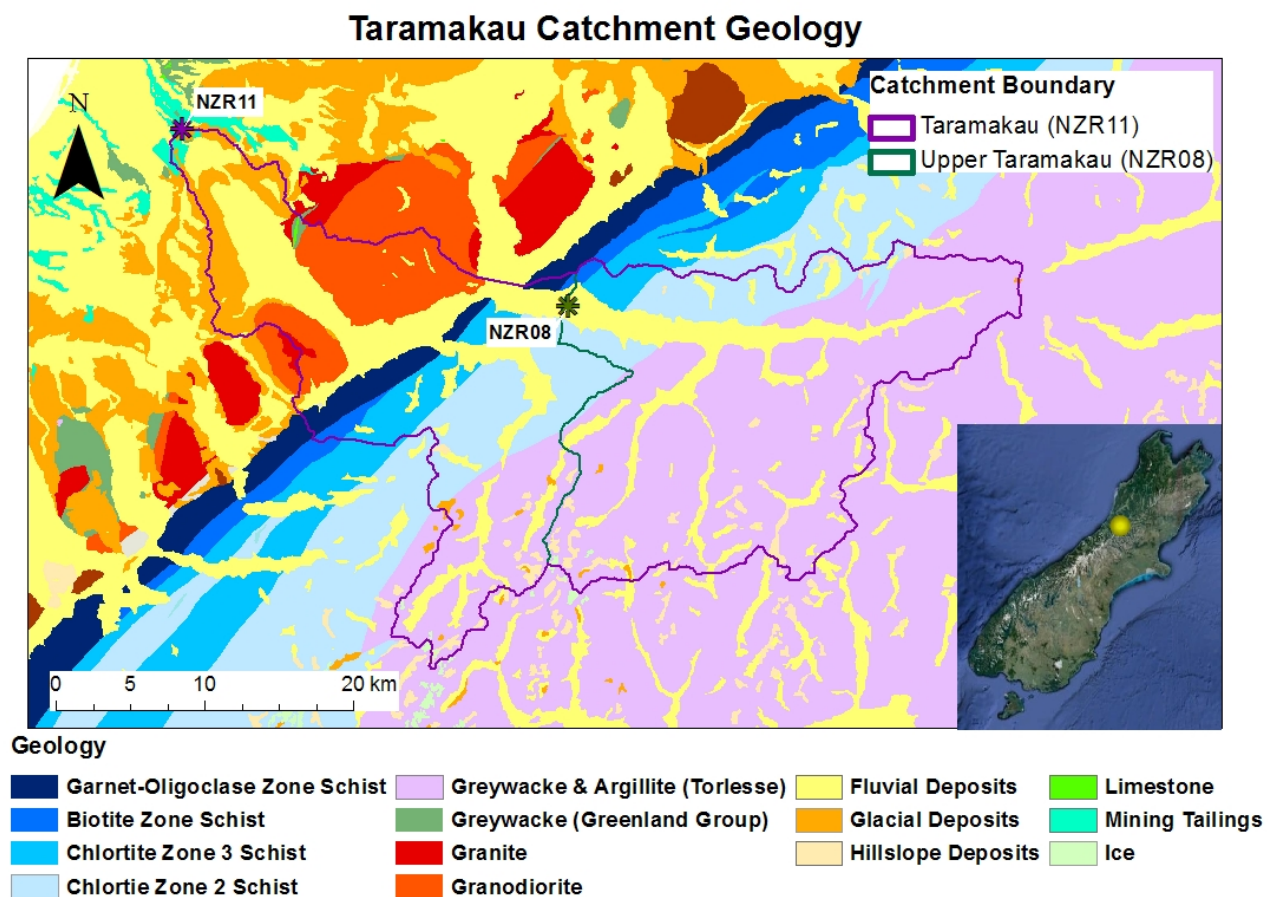 Taramakau Catchment Geology
N
NZR11
Catchment Boundary
Taramakau (NZR11)
Upper Taramakau (NZR08)
NZR08
0 5 10 20 km
Geology
Garnet-Oligoclase Zone Schist
Biotite Zone Schist
Chlortite Zone 3 Schist
Chlortie Zone 2 Schist
Greywacke & Argillite (Torlesse)
Greywacke (Greenland Group)
Granite
Granodiorite
Fluvial Deposits
Glacial Deposits
Hillslope Deposits
Limestone
Mining Tailings
Ice